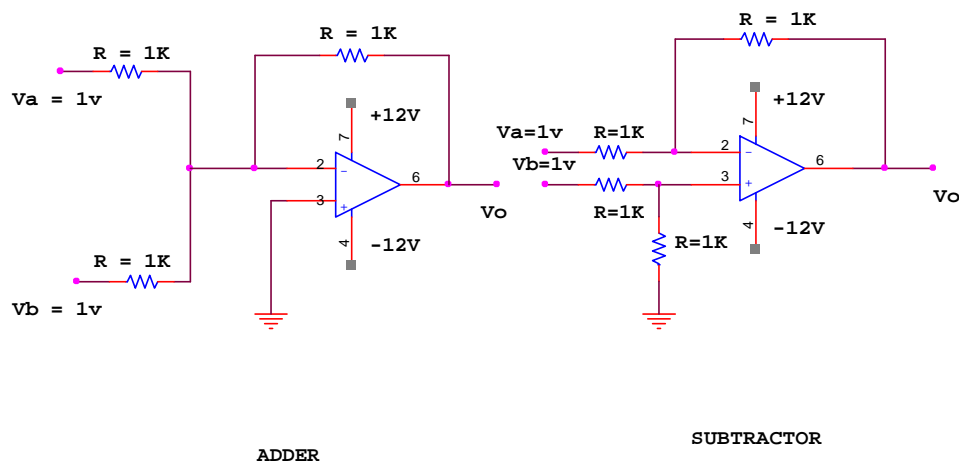 R = 1K
R = 1K
Va = 1v
+12V
7
2
-
6
3
+
Vo
4
-12V
R = 1K
Vb = 1v
ADDER
R = 1K
+12V
7
Va=1v
R=1K
2
-
6
Vb=1v
3
+
R=1K
Vo
4
-12V
R=1K
SUBTRACTOR